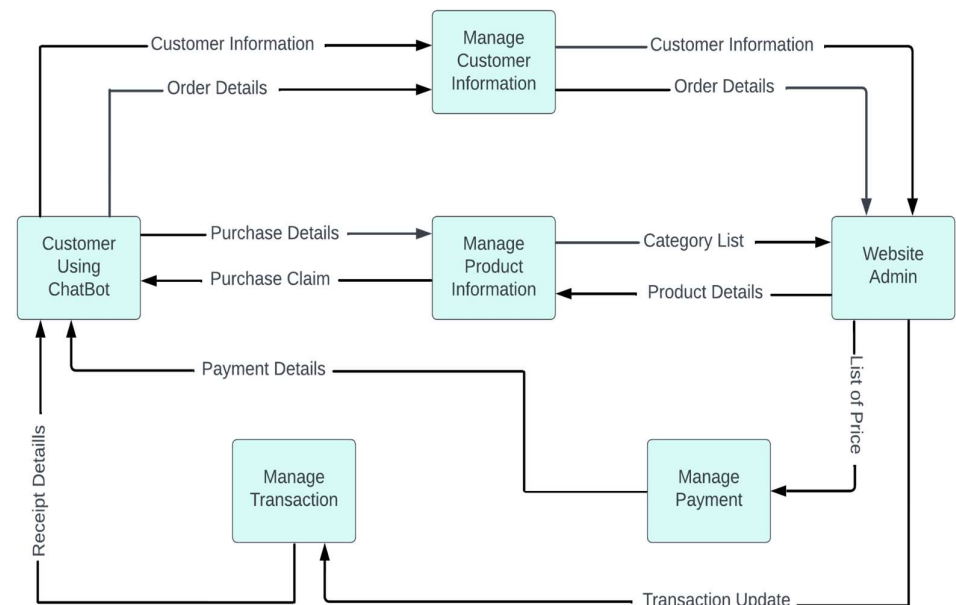 Customer Information
Manage
Customer
Information
Customer Information
Order Details
Order Details
Customer
Using
ChatBot
Purchase Details
Purchase Claim
Manage
Product
Information
Category List
Product Details
Website
Admin
Payment Details
List of Price
Receipt Detaills
Manage
Transaction
Manage
Payment
Transaction Update